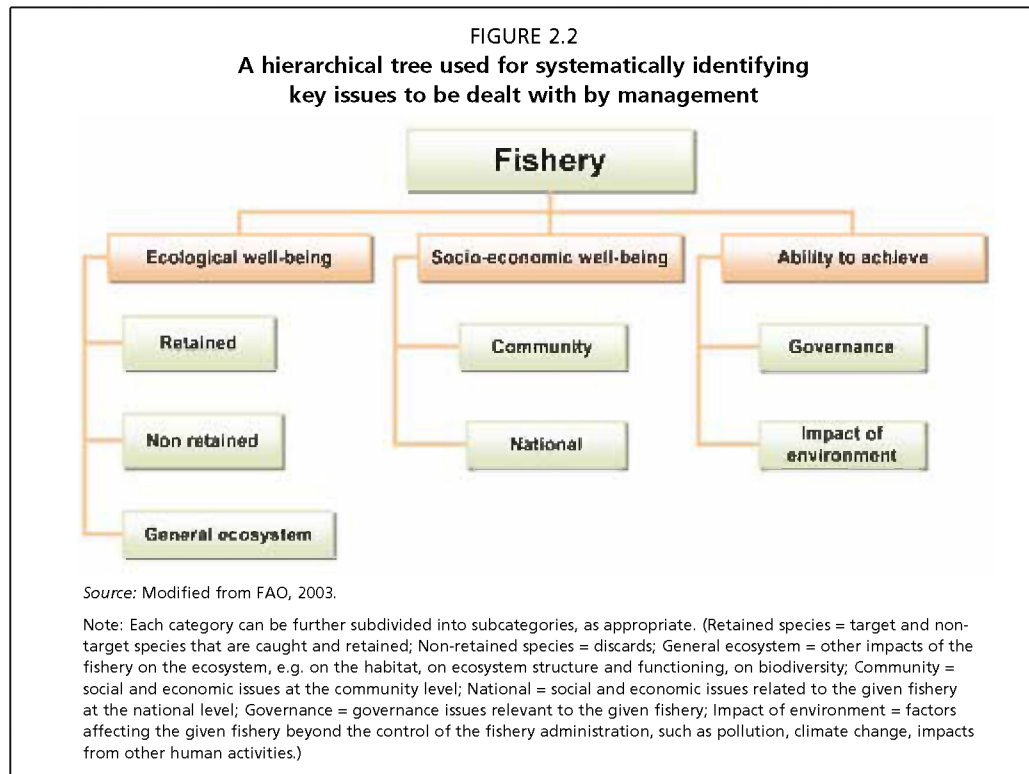 FIGURE 2.2
A hierarchical tree used for systematically identifying
key issues to be dealt with by management
Fishery
Ecological well-being
Socio-economic well-being
Ability to achieve
Retained
Community
Governance
Non retained
National
Impact of
environment
General ecosystem
Source: Modified from FAO, 2003.
Note: Each category can be further subdivided into subcategories, as appropriate. (Retained species = target and non-
target species that are caught and retained; Non-retained species = discards; General ecosystem = other impacts of the
fishery on the ecosystem, e.g. on the habitat, on ecosystem structure and functioning, on biodiversity; Community =
social and economic issues at the community level; National = social and economic issues related to the given fishery
at the national level; Governance = governance issues relevant to the given fishery; Impact of environment = factors
affecting the given fishery beyond the control of the fishery administration, such as pollution, climate change, impacts
from other human activities.)